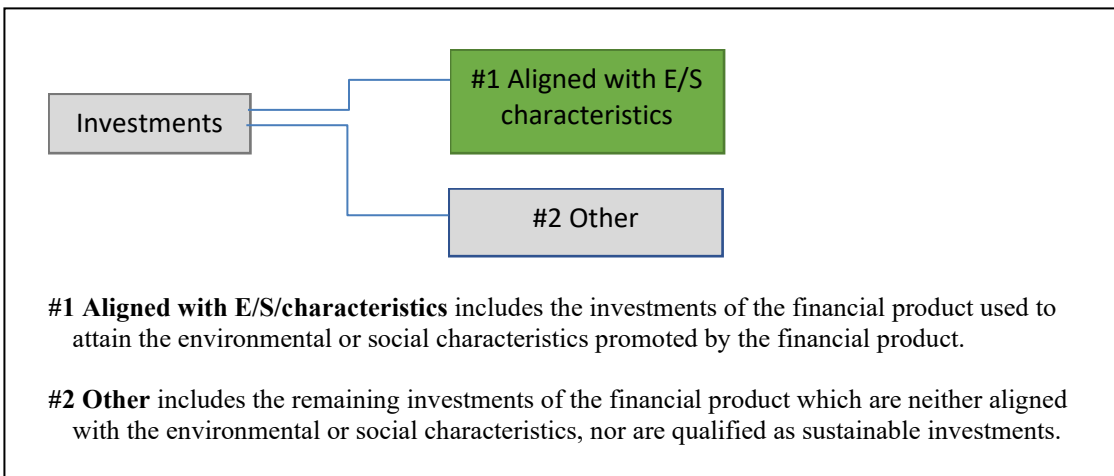 #1 Aligned with E/S
characteristics
Investments
#2 Other
#1 Aligned with E/S/characteristics includes the investments of the financial product used to
attain the environmental or social characteristics promoted by the financial product.
#2 Other includes the remaining investments of the financial product which are neither aligned
with the environmental or social characteristics, nor are qualified as sustainable investments.